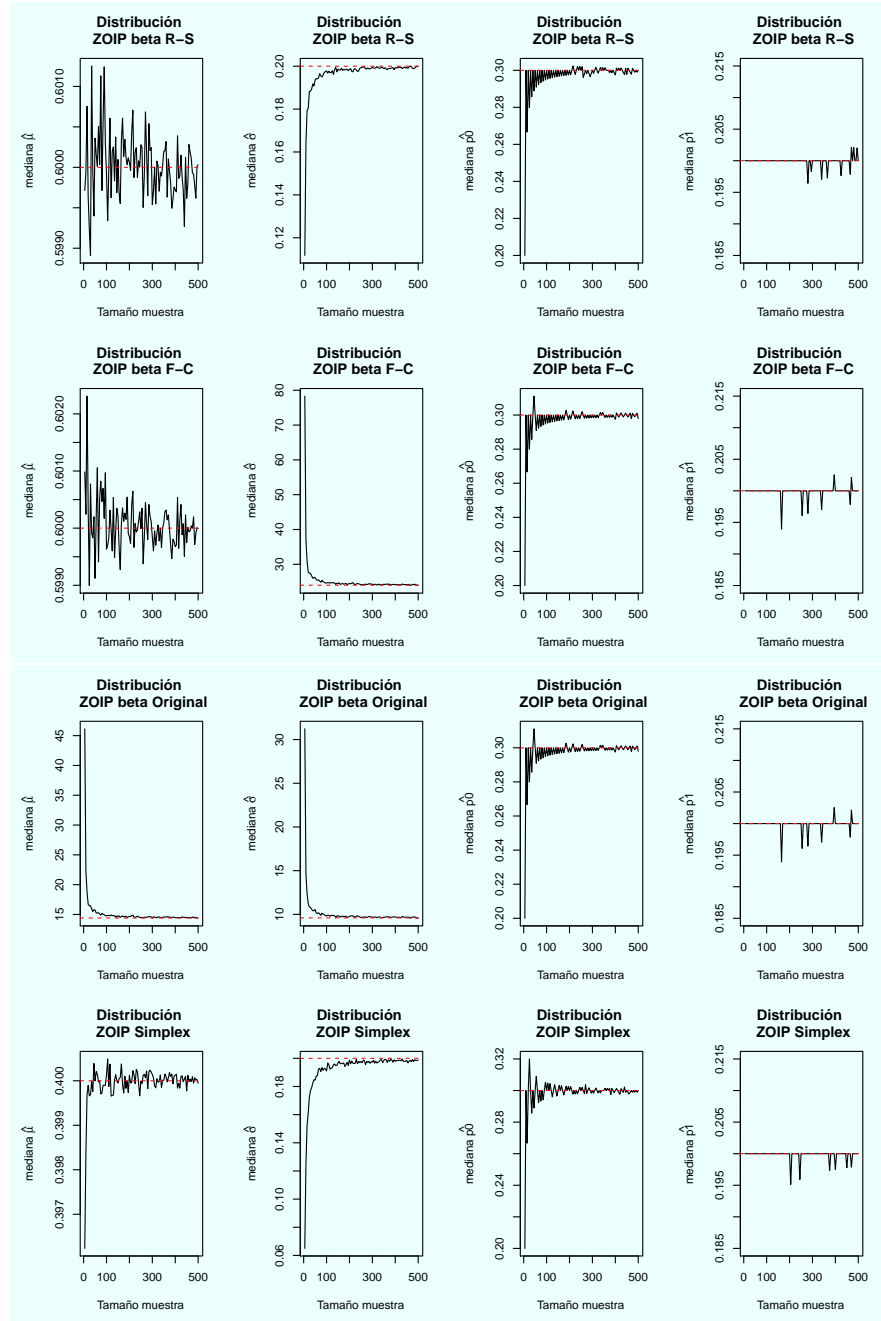 Distribución
ZOIP beta R−S
mediana μ̂
0.6010
0.6000
0.5990
0 100 300 500
Tamaño muestra
Distribución
ZOIP beta R−S
mediana σ̂
0.20
0.18
0.16
0.14
0.12
0 100 300 500
Tamaño muestra
Distribución
ZOIP beta R−S
mediana p̂0
0.30
0.28
0.26
0.24
0.22
0.20
0 100 300 500
Tamaño muestra
Distribución
ZOIP beta R−S
mediana p̂1
0.215
0.205
0.195
0.185
0 100 300 500
Tamaño muestra
Distribución
ZOIP beta F−C
mediana μ̂
0.6020
0.6010
0.6000
0.5990
0 100 300 500
Tamaño muestra
Distribución
ZOIP beta F−C
mediana σ̂
80
70
60
50
40
30
0 100 300 500
Tamaño muestra
Distribución
ZOIP beta F−C
mediana p̂0
0.30
0.28
0.26
0.24
0.22
0.20
0 100 300 500
Tamaño muestra
Distribución
ZOIP beta F−C
mediana p̂1
0.215
0.205
0.195
0.185
0 100 300 500
Tamaño muestra
Distribución
ZOIP beta Original
mediana μ̂
45
40
35
30
25
20
15
0 100 300 500
Tamaño muestra
Distribución
ZOIP beta Original
mediana σ̂
30
25
20
15
10
0 100 300 500
Tamaño muestra
Distribución
ZOIP beta Original
mediana p̂0
0.30
0.28
0.26
0.24
0.22
0.20
0 100 300 500
Tamaño muestra
Distribución
ZOIP beta Original
mediana p̂1
0.215
0.205
0.195
0.185
0 100 300 500
Tamaño muestra
Distribución
ZOIP Simplex
mediana μ̂
0.400
0.399
0.398
0.397
0 100 300 500
Tamaño muestra
Distribución
ZOIP Simplex
mediana σ̂
0.18
0.14
0.10
0.06
0 100 300 500
Tamaño muestra
Distribución
ZOIP Simplex
mediana p̂0
0.32
0.28
0.24
0.20
0 100 300 500
Tamaño muestra
Distribución
ZOIP Simplex
mediana p̂1
0.215
0.205
0.195
0.185
0 100 300 500
Tamaño muestra